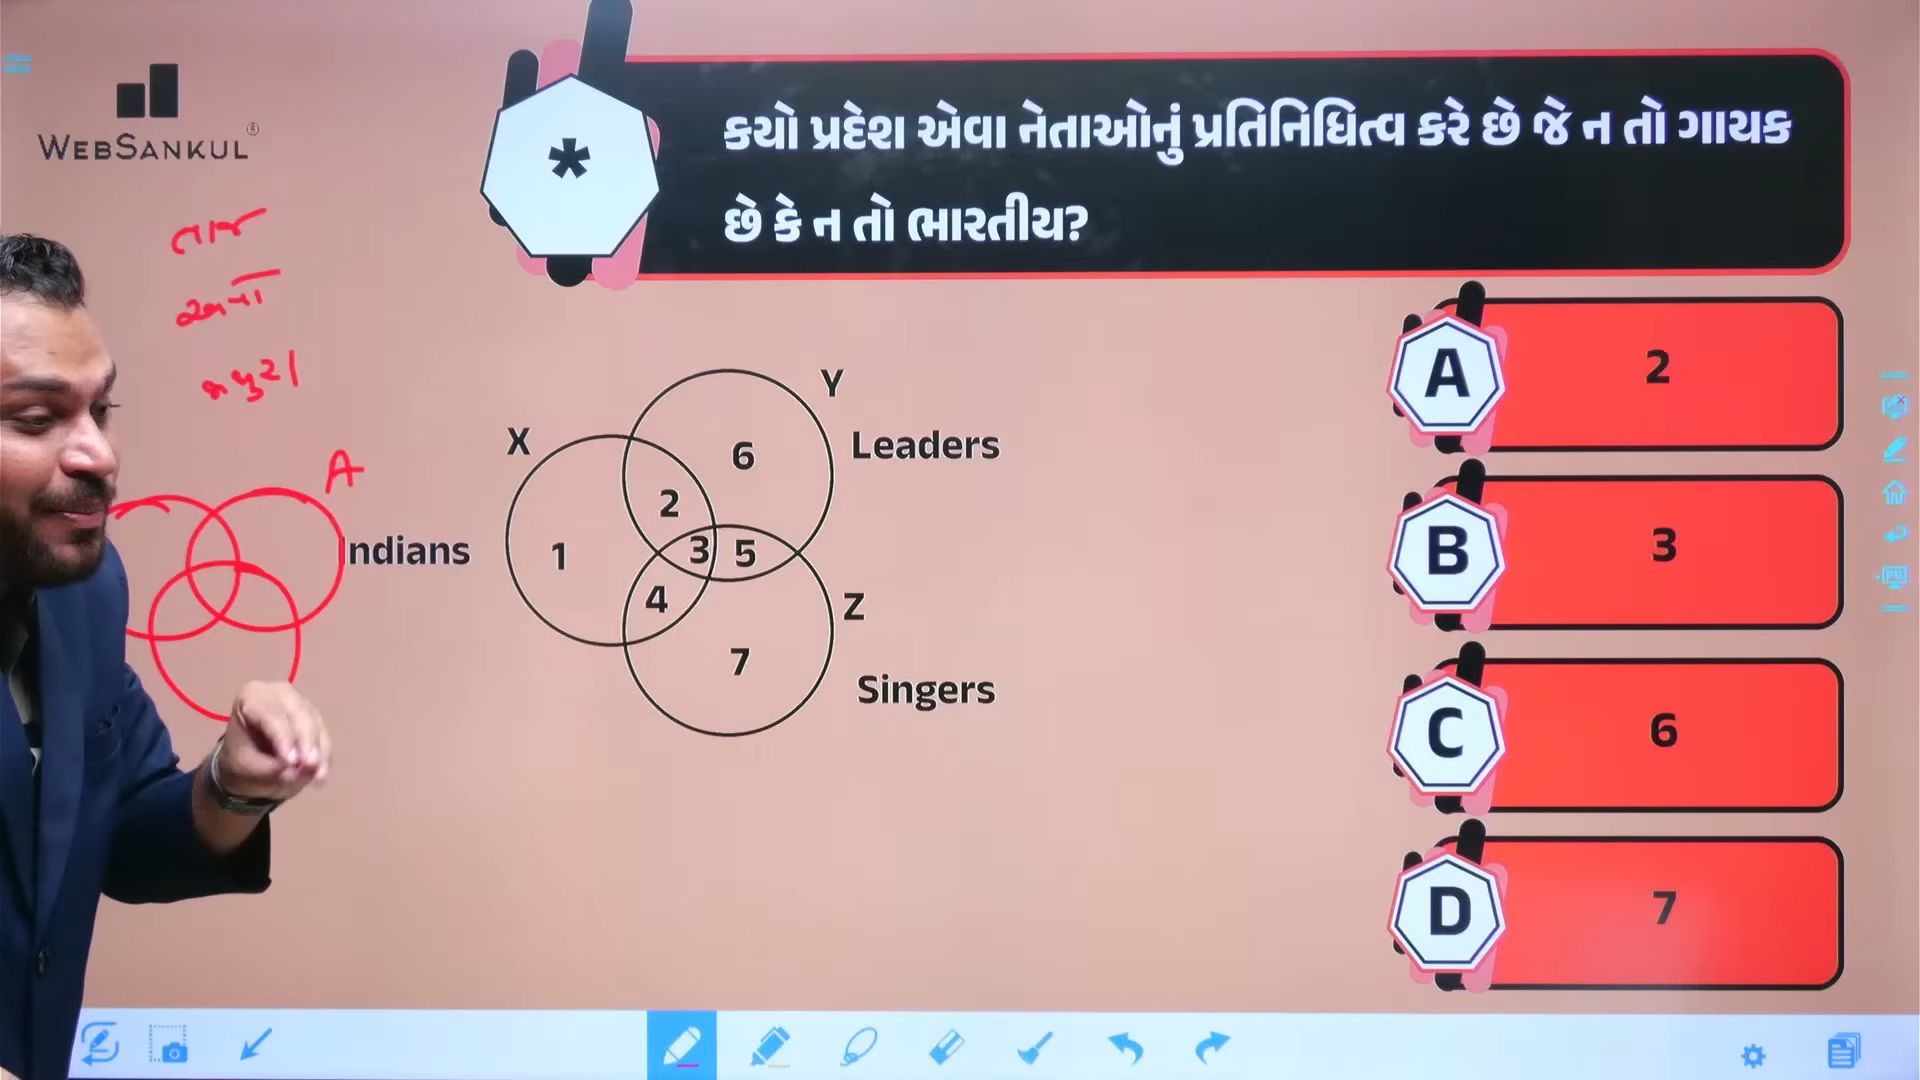 WEBSANKUL®
*
કયો પ્રદેશ એવા નેતાઓનું પ્રતિનિધિત્વ કરે છે જે ન તો ગાયક
છે કે ન તો ભારતીય?
A
X
Y
Leaders
6
2
Indians
1
3
5
4
Z
7
Singers
A
2
B
3
C
6
D
7